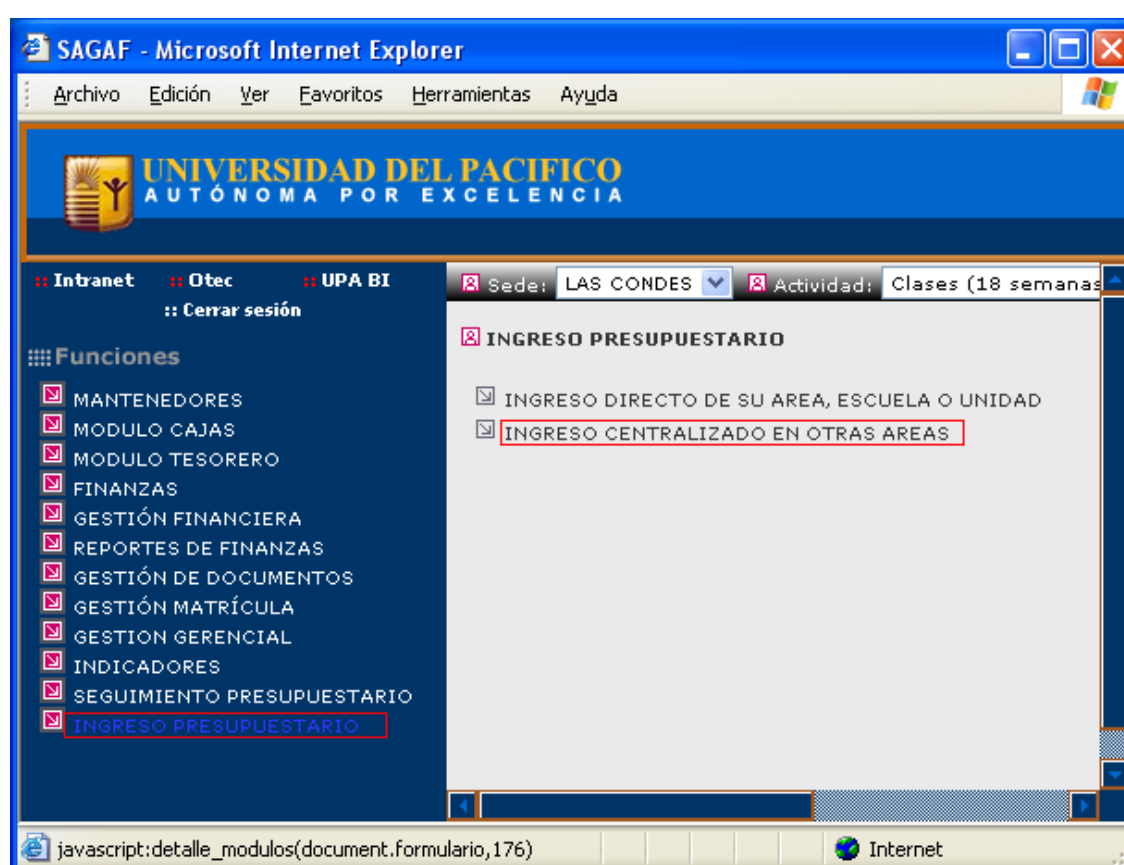 SAGAF - Microsoft Internet Explorer
Archivo Edición Ver Favoritos Herramientas Ayuda
UNIVERSIDAD DEL PACIFICO
AUTÓNOMA POR EXCELENCIA
:: Intranet :: Otec :: UPA BI
:: Cerrar sesión
Sede: LAS CONDES Actividad: Clases (18 semanas
Funciones
MANTENEDORES
MODULO CAJAS
MODULO TESORERO
FINANZAS
GESTIÓN FINANCIERA
REPORTES DE FINANZAS
GESTIÓN DE DOCUMENTOS
GESTIÓN MATRÍCULA
GESTION GERENCIAL
INDICADORES
SEGUIMIENTO PRESUPUESTARIO
INGRESO PRESUPUESTARIO
INGRESO PRESUPUESTARIO
INGRESO DIRECTO DE SU AREA, ESCUELA O UNIDAD
INGRESO CENTRALIZADO EN OTRAS AREAS
javascript:detalle_modulos(document.formulario,176)
Internet